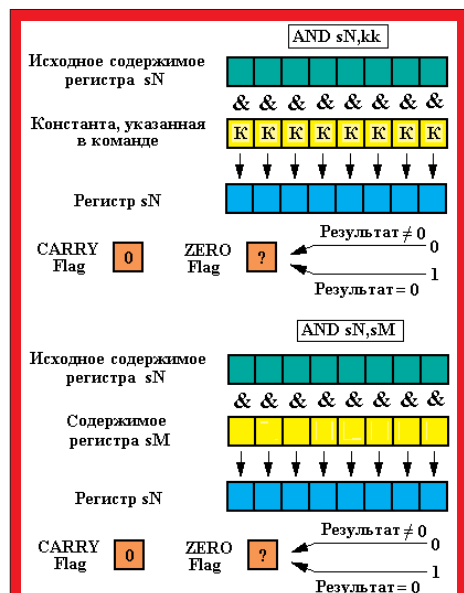 AND sN,kk
Исходное содержимое
регистра sN
& & & & & & & &
Константа, указанная
в команде
K K K K K K K K
Регистр sN
CARRY
Flag
0
ZERO
Flag
?
Результат ≠ 0
0
1
Результат = 0
AND sN,sM
Исходное содержимое
регистра sN
& & & & & & & &
Содержимое
регистра sM
Регистр sN
CARRY
Flag
0
ZERO
Flag
?
Результат ≠ 0
0
1
Результат = 0